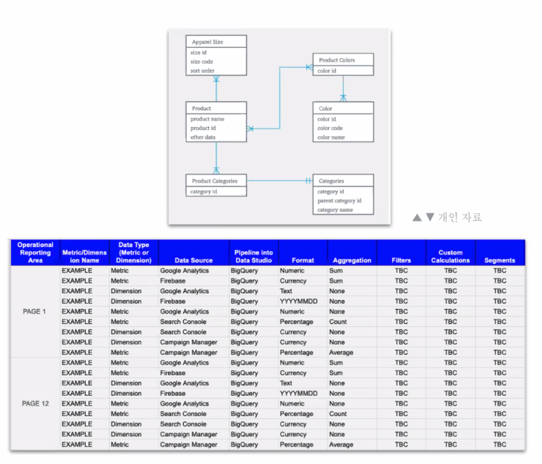 Apparel Size
size id
size code
sort order
Product Colors
color id
Product
product name
product id
other data
Color
color id
color code
color name
Product Categories
category id
Categories
category id
parent category id
category name
▲ ▼ 개인 자료
Operational Reporting Area Metric/Dimension Name Data Type (Metric or Dimension) Data Source Pipeline into Data Studio Format Aggregation Filters Custom Calculations Segments
PAGE 1
EXAMPLE Metric Google Analytics BigQuery Numeric Sum TBC TBC TBC
EXAMPLE Metric Firebase BigQuery Currency Sum TBC TBC TBC
EXAMPLE Dimension Google Analytics BigQuery Text None TBC TBC TBC
EXAMPLE Dimension Firebase BigQuery YYYYMMDD None TBC TBC TBC
EXAMPLE Metric Google Analytics BigQuery Numeric None TBC TBC TBC
EXAMPLE Metric Search Console BigQuery Percentage Count TBC TBC TBC
EXAMPLE Dimension Search Console BigQuery Currency None TBC TBC TBC
EXAMPLE Dimension Campaign Manager BigQuery Currency None TBC TBC TBC
EXAMPLE Metric Campaign Manager BigQuery Percentage Average TBC TBC TBC
PAGE 12
EXAMPLE Metric Google Analytics BigQuery Numeric Sum TBC TBC TBC
EXAMPLE Metric Firebase BigQuery Currency Sum TBC TBC TBC
EXAMPLE Dimension Google Analytics BigQuery Text None TBC TBC TBC
EXAMPLE Dimension Firebase BigQuery YYYYMMDD None TBC TBC TBC
EXAMPLE Metric Google Analytics BigQuery Numeric None TBC TBC TBC
EXAMPLE Metric Search Console BigQuery Percentage Count TBC TBC TBC
EXAMPLE Dimension Search Console BigQuery Currency None TBC TBC TBC
EXAMPLE Dimension Campaign Manager BigQuery Currency None TBC TBC TBC
EXAMPLE Metric Campaign Manager BigQuery Percentage Average TBC TBC TBC